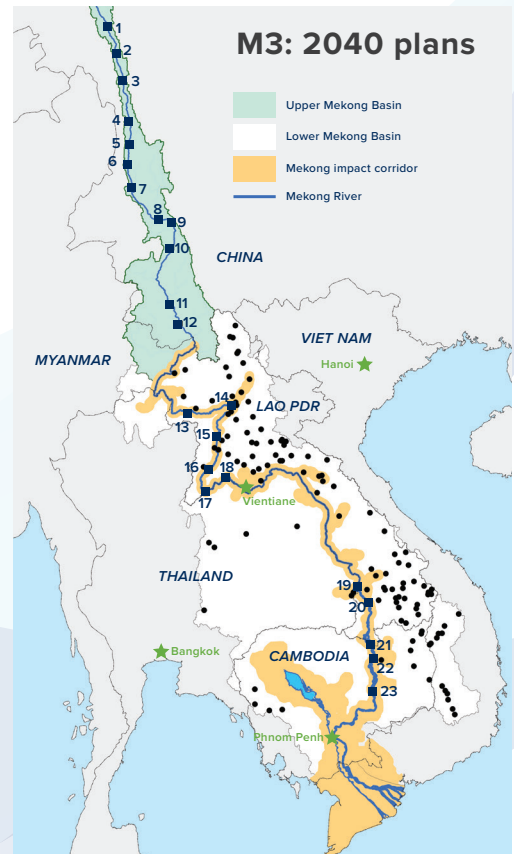 M3: 2040 plans
Upper Mekong Basin
Lower Mekong Basin
Mekong impact corridor
Mekong River
1
2
3
4
5
6
7
8
9
10
CHINA
11
12
MYANMAR
VIET NAM
Hanoi
14
LAO PDR
13
15
16
18
17
Vientiane
THAILAND
19
20
Bangkok
21
CAMBODIA
22
23
Phnom Penh